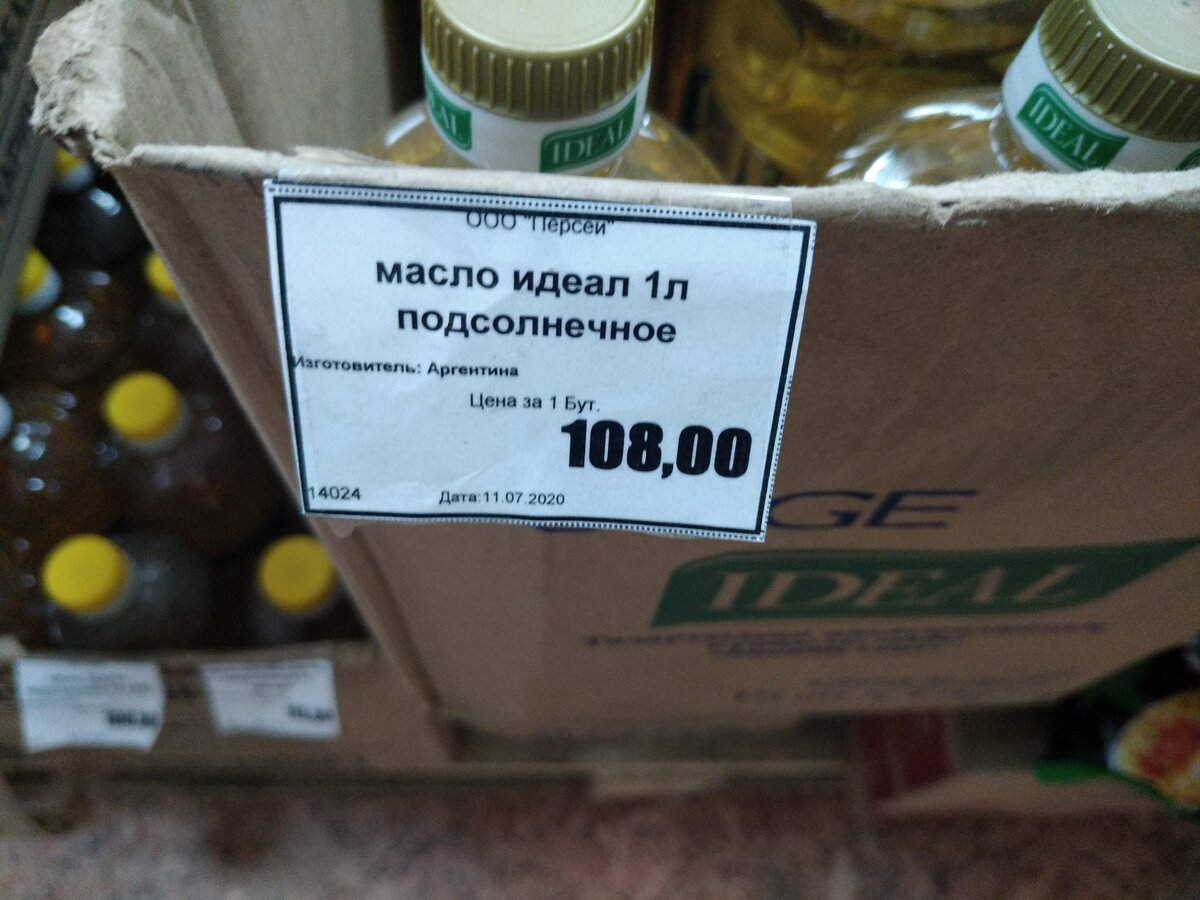 IDEAL
IDEAL
ООО "Персей"
масло идеал 1л
подсолнечное
Изготовитель: Аргентина
Цена за 1 Бут.
108,00
14024
Дата:11.07.2020
GE
IDEAL